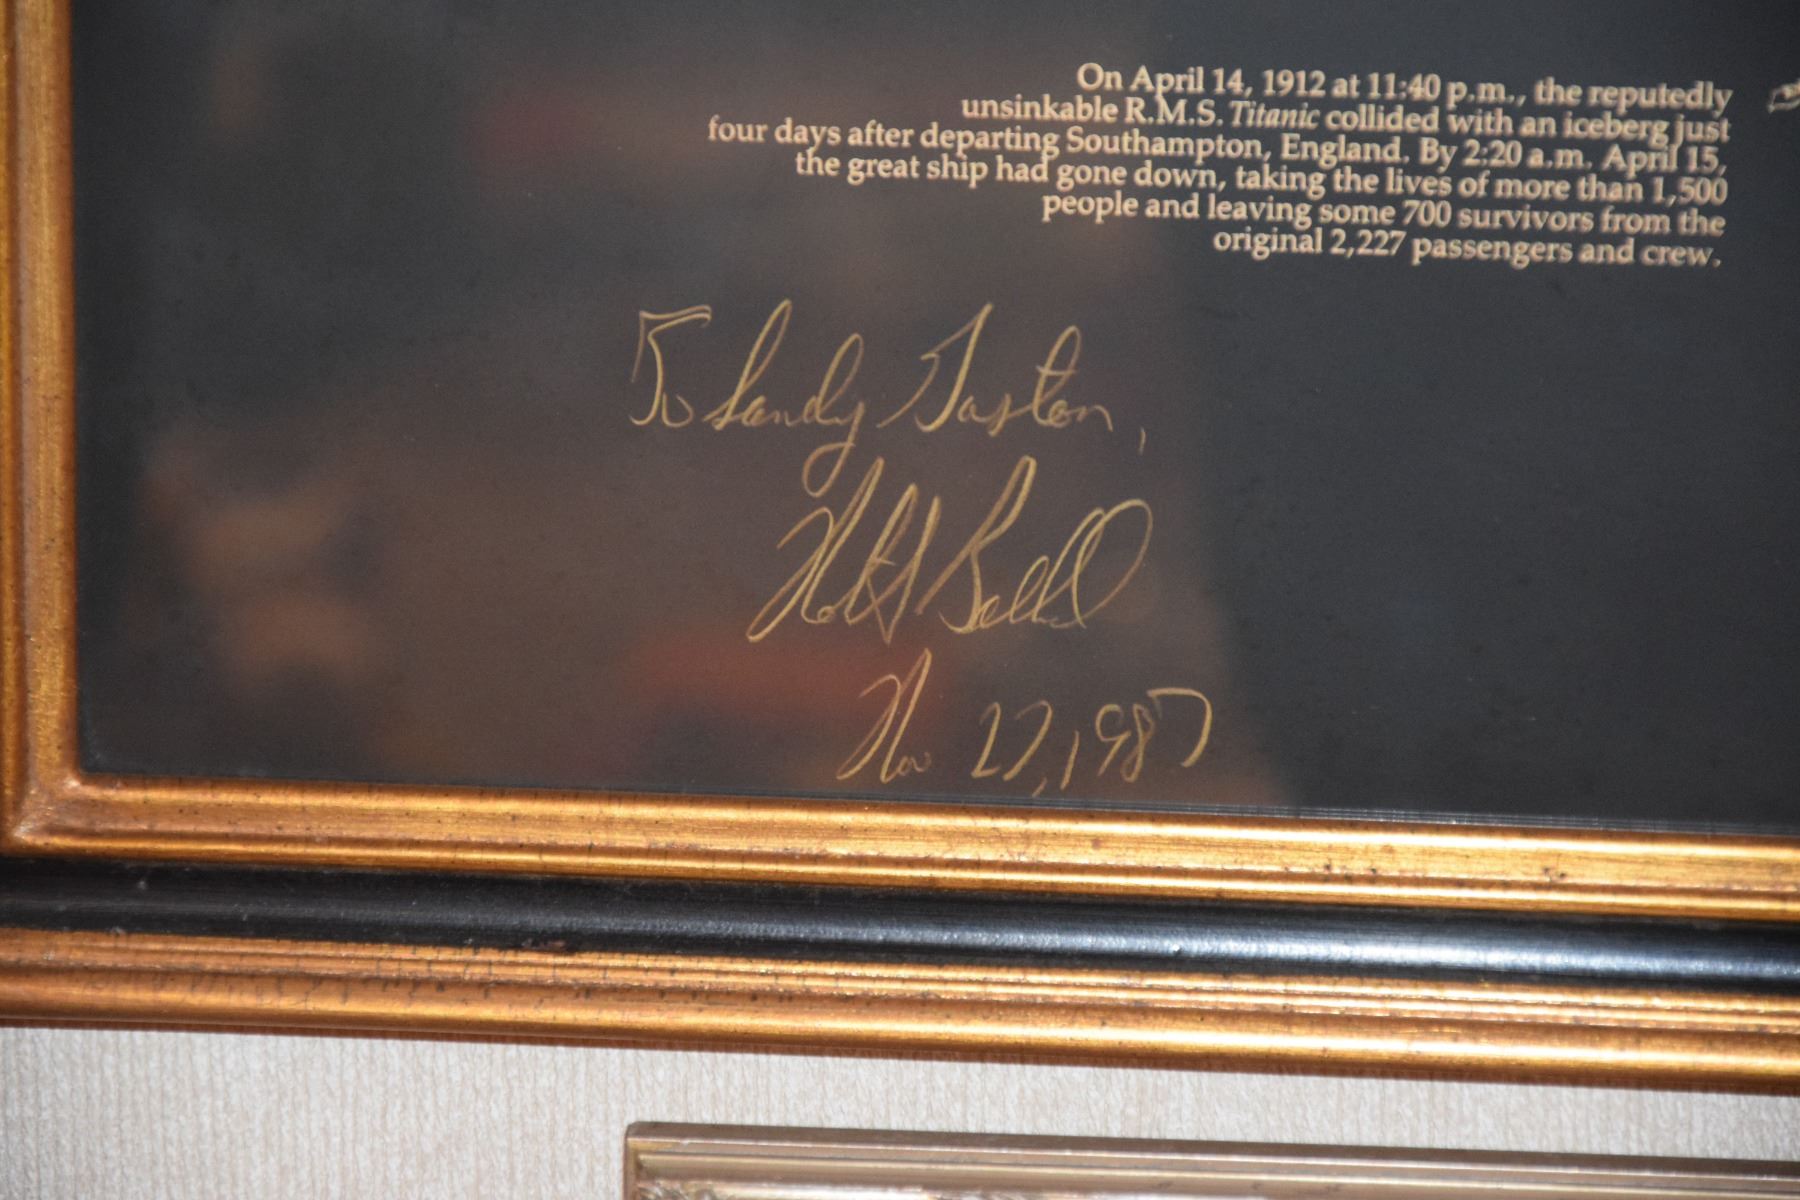 On April 14, 1912 at 11:40 p.m., the reputedly
unsinkable R.M.S. Titanic collided with an iceberg just
four days after departing Southampton, England. By 2:20 a.m. April 15,
the great ship had gone down, taking the lives of more than 1,500
people and leaving some 700 survivors from the
original 2,227 passengers and crew.
To Sandy Gaston,
Nov 27, 1987